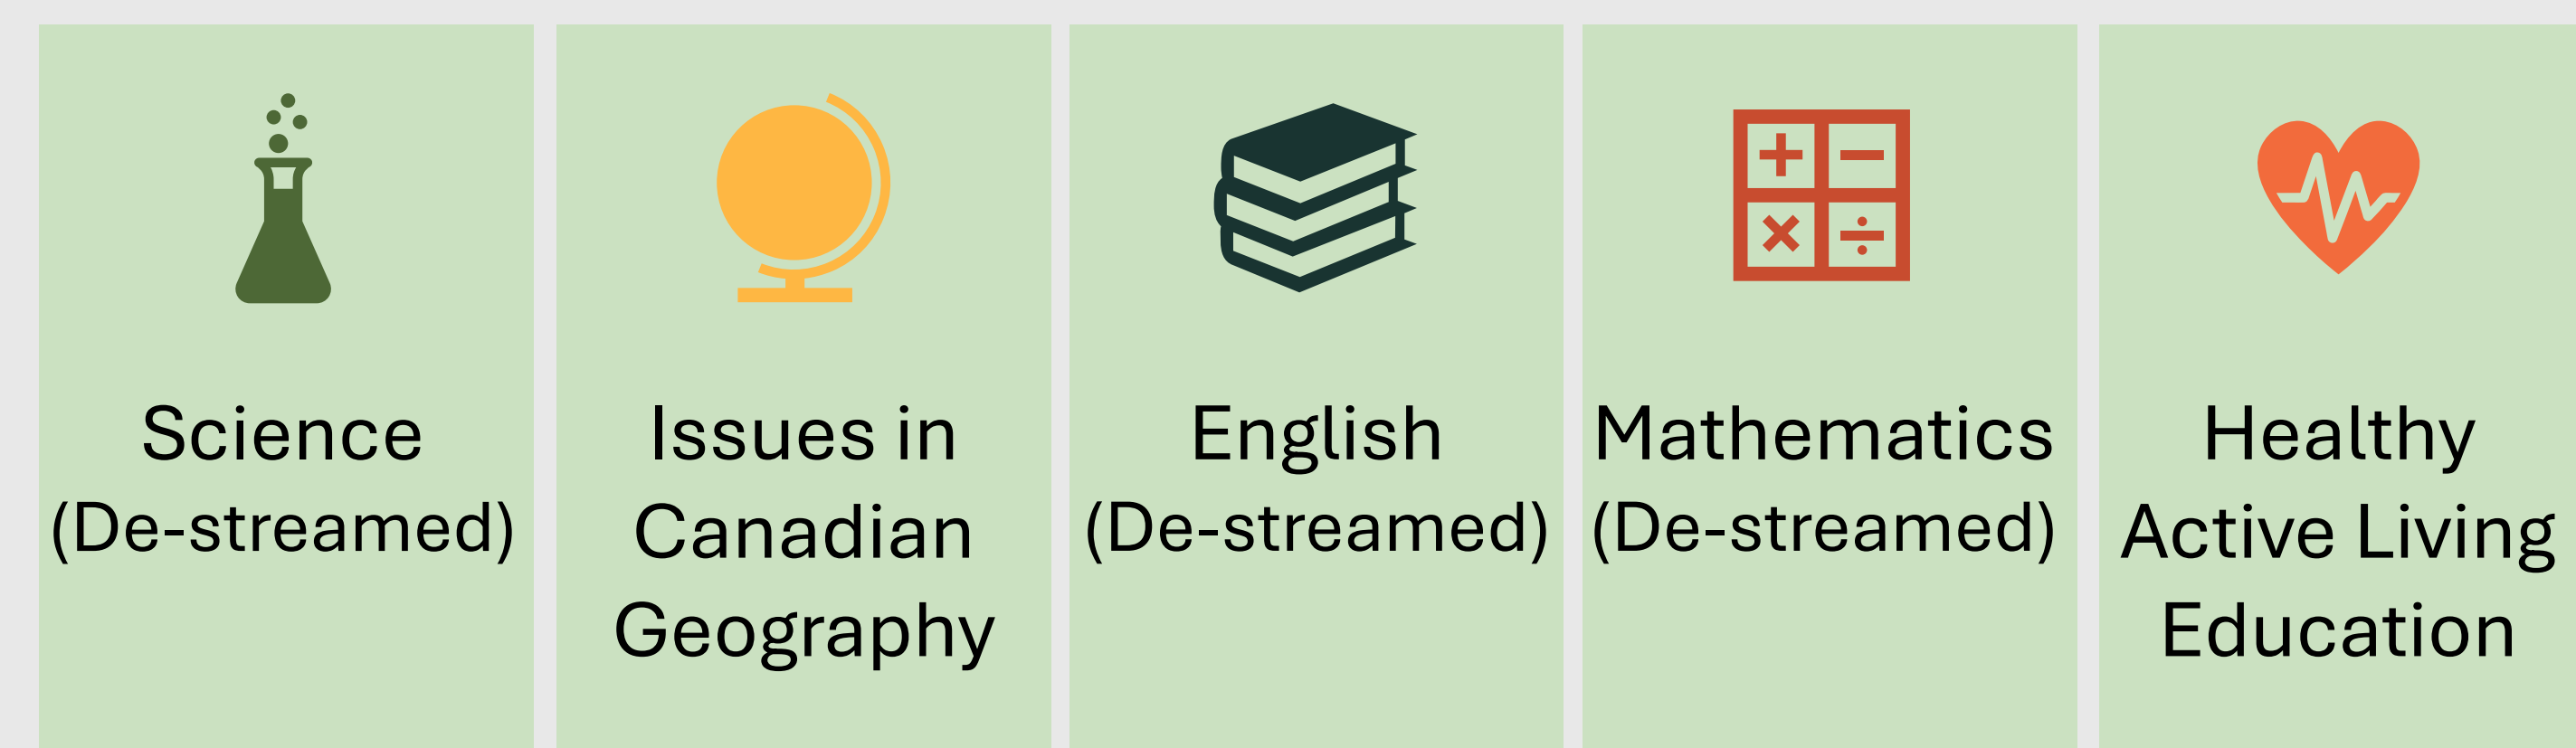 Science
(De-streamed)
Issues in
Canadian
Geography
English
(De-streamed)
Mathematics
(De-streamed)
Healthy
Active Living
Education